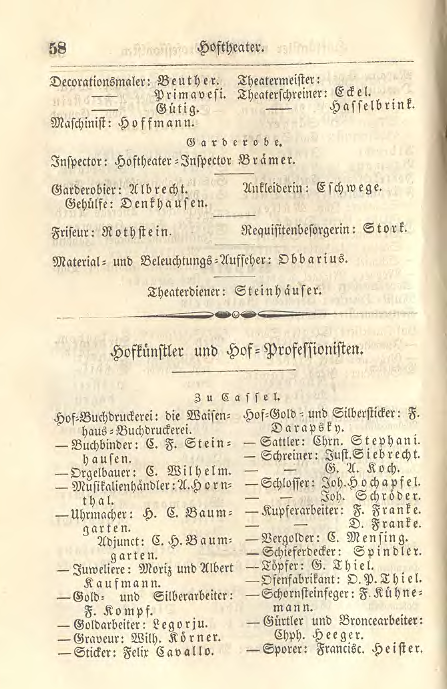 58
Hoftheater.
Decorationsmaler: Beuther.
Primavesi.
— Gütig.
Maschinist: Hoffmann.
Theatermeister:
Theaterschreiner: Eckel.
— Hasselbrink.
Garderobe.
Inspector: Hoftheater-Inspector Brämer.
Garderobier: Albrecht.
Gehülfe: Denkhausen.
Ankleiderin: Eschwege.
Friseur: Rothstein.
Requisitenbesorgerin: Stork.
Material- und Beleuchtungs-Aufseher: Obbarius.
Theaterdiener: Steinhäuser.
Hofkünstler und Hof-Professionisten.
Zu Cassel.
Hof-Buchdruckerei: die Waisen-
haus-Buchdruckerei.
— Buchbinder: C. F. Stein-
hausen.
— Orgelbauer: C. Wilhelm.
— Musikalienhändler: A. Horn-
thal.
— Uhrmacher: H. C. Baum-
garten.
Adjunct: C. H. Baum-
garten.
— Juweliere: Moriz und Albert
Kaufmann.
— Gold- und Silberarbeiter:
F. Kompf.
— Goldarbeiter: Legorju.
— Graveur: Wilh. Körner.
— Sticker: Felix Cavallo.
Hof-Gold- und Silbersticker: F.
Darapsky.
— Sattler: Chrn. Stephani.
— Schreiner: Just. Siebrecht.
— — G. A. Koch.
— Schlosser: Joh. Hochapfel.
— — Joh. Schröder.
— Kupferarbeiter: F. Franke.
— — D. Franke.
— Vergolder: C. Mensing.
— Schieferdecker: Spindler.
— Töpfer: G. Thiel.
— Ofenfabrikant: O. P. Thiel.
— Schornsteinfeger: F. Kühne-
mann.
— Gürtler und Broncearbeiter:
Chph. Heeger.
— Sporer: Francisc. Heister.